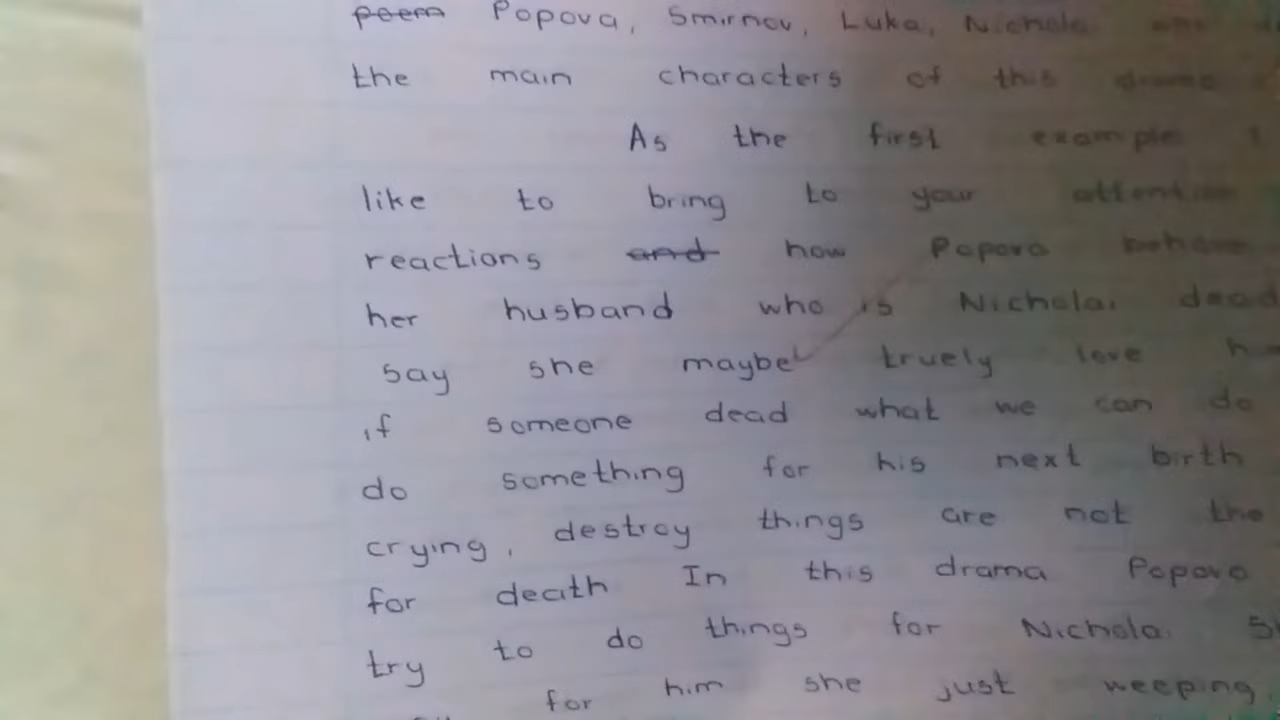 poem Popova, Smirnov, Luka, Nichola
the main characters of this drama
As the first example
like to bring to your attention
reactions and how Popova
her husband who is Nichola. dead
say she maybe truely love
if someone dead what we can do
do something for his next birth
crying, destroy things are not the
for death In this drama Popova
try to do things for Nichola.
for him she just weeping